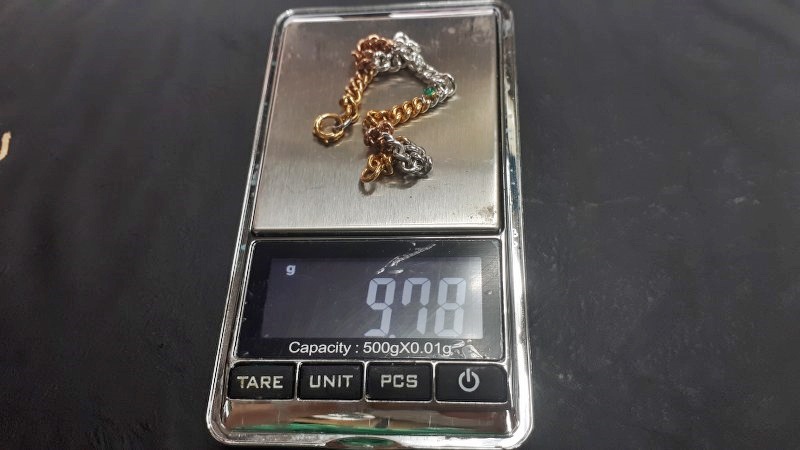 g
9.78
Capacity : 500gX0.01g
TARE UNIT PCS